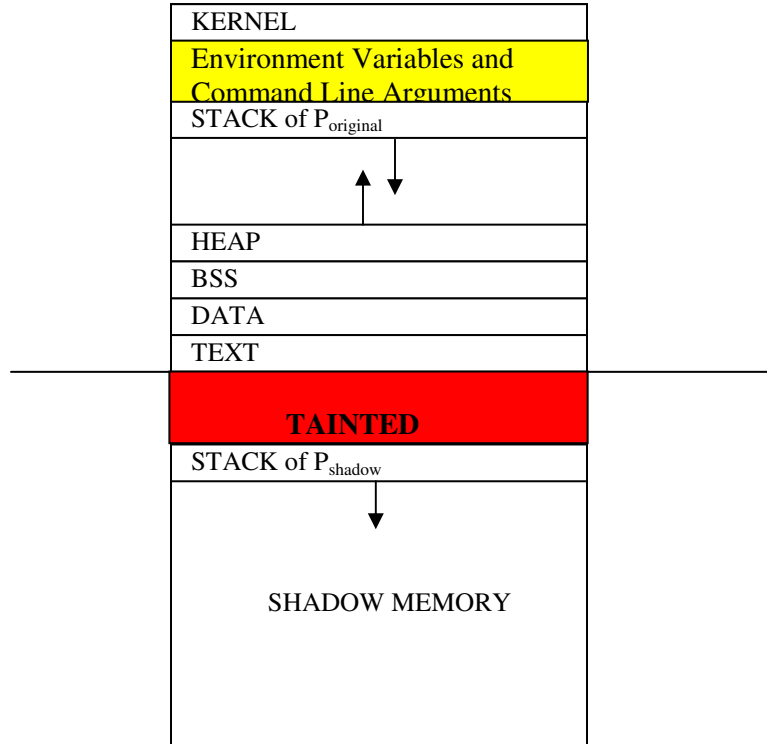 KERNEL
Environment Variables and
Command Line Arguments
STACK of Poriginal
HEAP
BSS
DATA
TEXT
TAINTED
STACK of Pshadow
SHADOW MEMORY